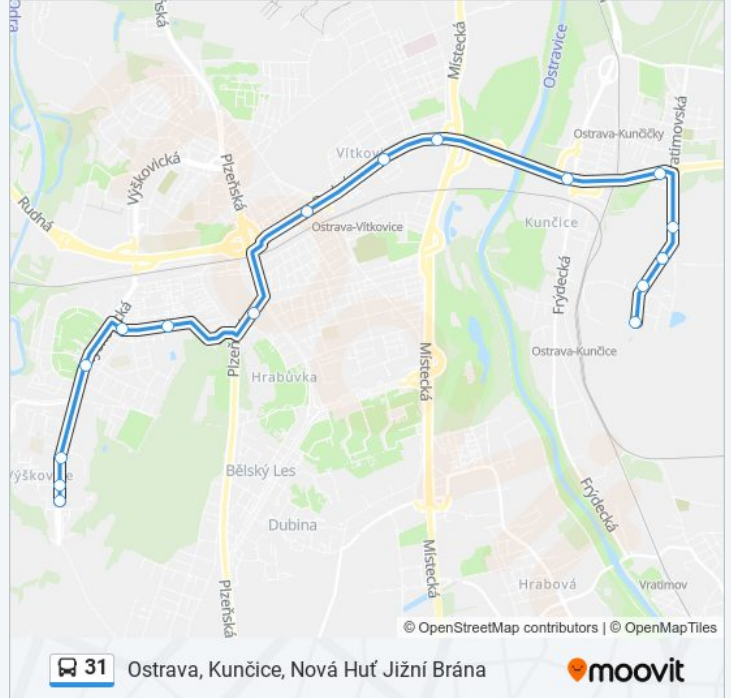 Odra
Plzeňská
Místecká
Ostravice
Vratimovská
Ostrava-Kunčičky
Výškovická
Vítkovice
Plzeňská
Rudná
Ostrava-Vítkovice
Kunčice
Frýdecká
Ostrava-Kunčice
Místecká
Hrabůvka
Výškovice
Bělský Les
Dubina
Frýdecká
Místecká
Plzeňská
Hrabová
Vratimov
© OpenStreetMap contributors | © OpenMapTiles
31 Ostrava, Kunčice, Nová Huť Jižní Brána
moovit